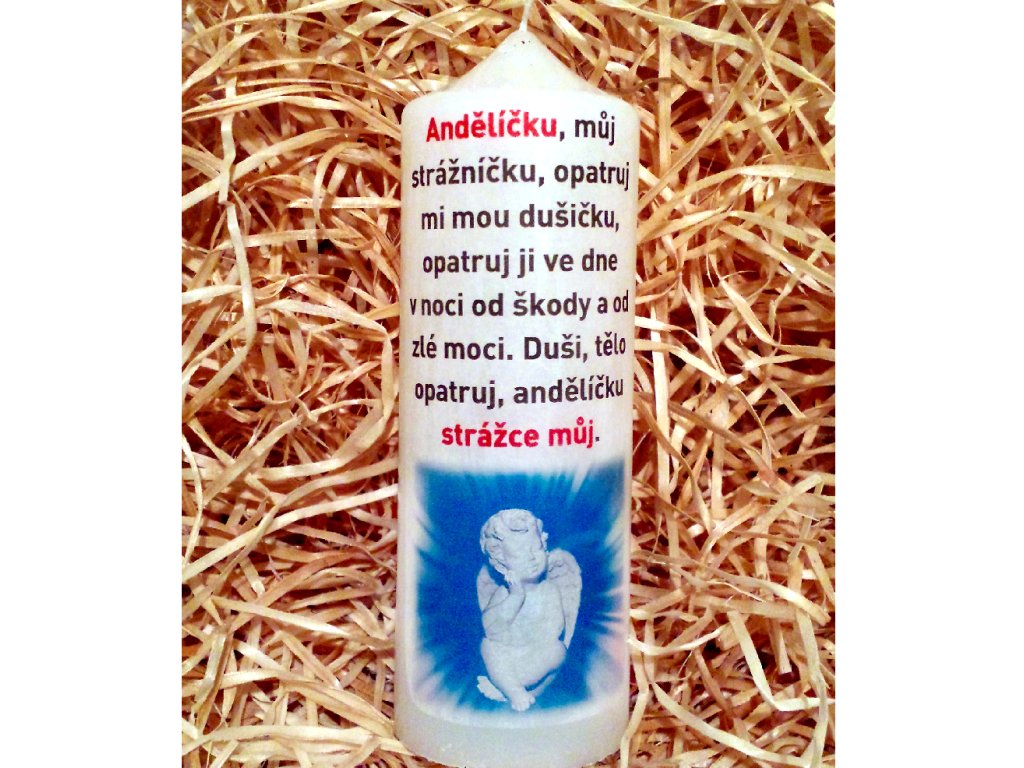 Andělíčku, můj
strážníčku, opatruj
mi mou dušičku,
opatruj ji ve dne
v noci od škody a od
zlé moci. Duši, tělo
opatruj, andělíčku
strážce můj.